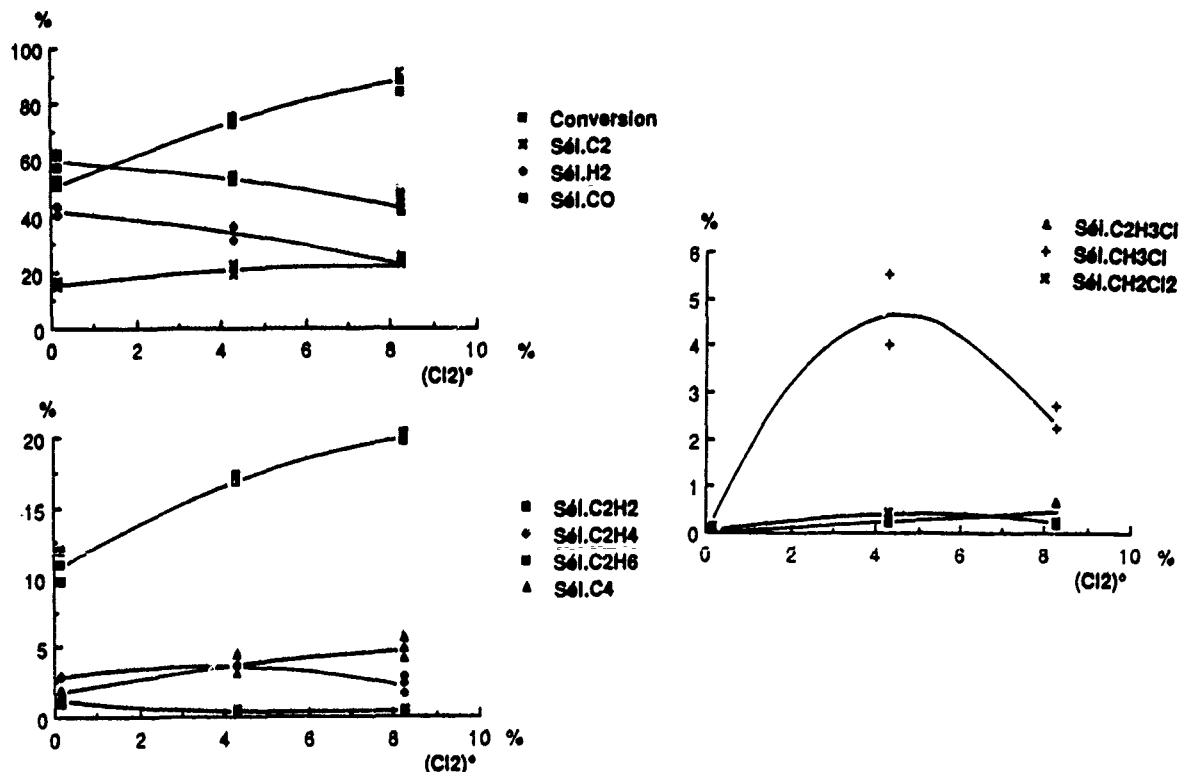 %
100
80
60
40
20
0
0 2 4 6 8 10 %
(Cl2)°
Conversion
Sél.C2
Sél.H2
Sél.CO
%
20
15
10
5
0
0 2 4 6 8 10 %
(Cl2)°
Sél.C2H2
Sél.C2H4
Sél.C2H6
Sél.C4
%
6
5
4
3
2
1
0
0 2 4 6 8 10 %
(Cl2)°
Sél.C2H3Cl
Sél.CH3Cl
Sél.CH2Cl2